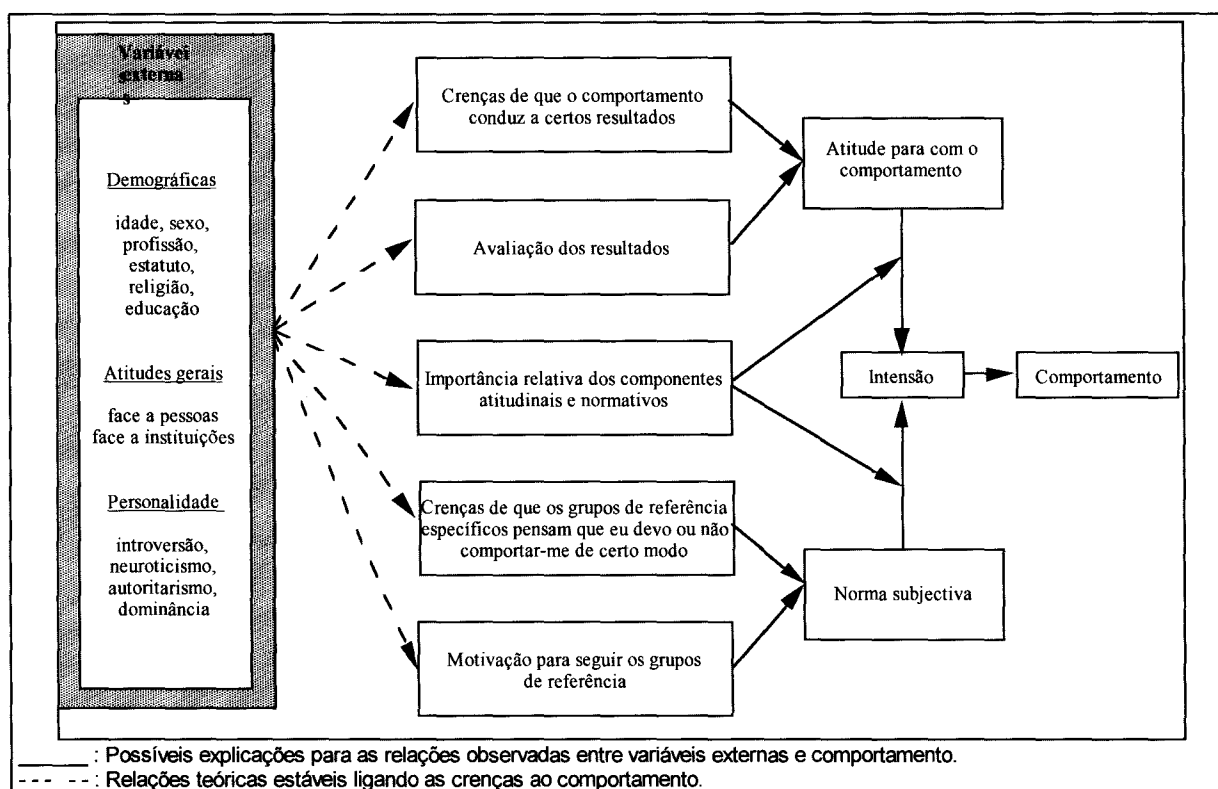 Variávei
externa
s
Demográficas
idade, sexo,
profissão,
estatuto,
religião,
educação
Atitudes gerais
face a pessoas
face a instituições
Personalidade
introversão,
neuroticismo,
autoritarismo,
dominância
Crenças de que o comportamento
conduz a certos resultados
Avaliação dos resultados
Importância relativa dos componentes
atitudinais e normativos
Crenças de que os grupos de referência
específicos pensam que eu devo ou não
comportar-me de certo modo
Motivação para seguir os grupos
de referência
Atitude para com o
comportamento
Norma subjectiva
Intensão
Comportamento
: Possíveis explicações para as relações observadas entre variáveis externas e comportamento.
: Relações teóricas estáveis ligando as crenças ao comportamento.